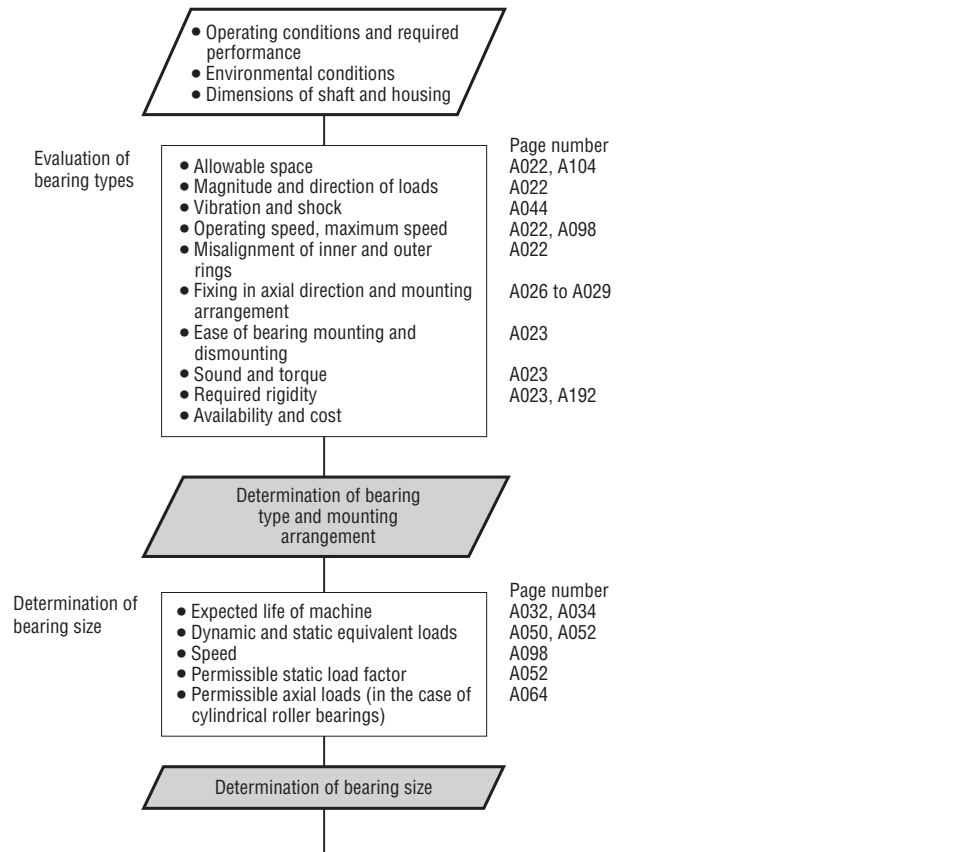 ● Operating conditions and required
performance
● Environmental conditions
● Dimensions of shaft and housing
Evaluation of
bearing types
Page number
● Allowable space A022, A104
● Magnitude and direction of loads A022
● Vibration and shock A044
● Operating speed, maximum speed A022, A098
● Misalignment of inner and outer A022
rings
● Fixing in axial direction and mounting A026 to A029
arrangement
● Ease of bearing mounting and A023
dismounting
● Sound and torque A023
● Required rigidity A023, A192
● Availability and cost
Determination of bearing
type and mounting
arrangement
Determination of
bearing size
Page number
● Expected life of machine A032, A034
● Dynamic and static equivalent loads A050, A052
● Speed A098
● Permissible static load factor A052
● Permissible axial loads (in the case of A064
cylindrical roller bearings)
Determination of bearing size